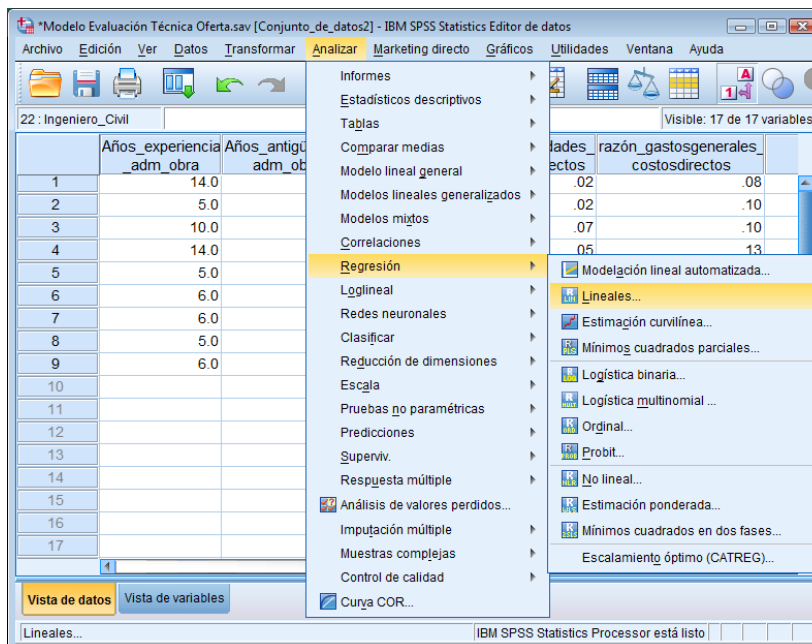 *Modelo Evaluación Técnica Oferta.sav [Conjunto_de_datos2] - IBM SPSS Statistics Editor de datos
Archivo Edición Ver Datos Transformar Analizar Marketing directo Gráficos Utilidades Ventana Ayuda
22 : Ingeniero_Civil
Visible: 17 de 17 variables
Años_experiencia_adm_obra
Años_antigü
adm_ob
dades_
ectos
razón_gastosgenerales_
costosdirectos
1 14.0 .02 .08
2 5.0 .02 .10
3 10.0 .07 .10
4 14.0 .05 .13
5 5.0
6 6.0
7 6.0
8 5.0
9 6.0
10
11
12
13
14
15
16
17
Informes
Estadísticos descriptivos
Tablas
Comparar medias
Modelo lineal general
Modelos lineales generalizados
Modelos mixtos
Correlaciones
Regresión
Loglineal
Redes neuronales
Clasificar
Reducción de dimensiones
Escala
Pruebas no paramétricas
Predicciones
Superviv.
Respuesta múltiple
Análisis de valores perdidos...
Imputación múltiple
Muestras complejas
Control de calidad
Curva COR...
Modelación lineal automatizada...
Lineales...
Estimación curvilínea...
Mínimos cuadrados parciales...
Logística binaria...
Logística multinomial ...
Ordinal...
Probit...
No lineal...
Estimación ponderada...
Mínimos cuadrados en dos fases...
Escalamiento óptimo (CATREG)...
Vista de datos Vista de variables
Lineales...
IBM SPSS Statistics Processor está listo